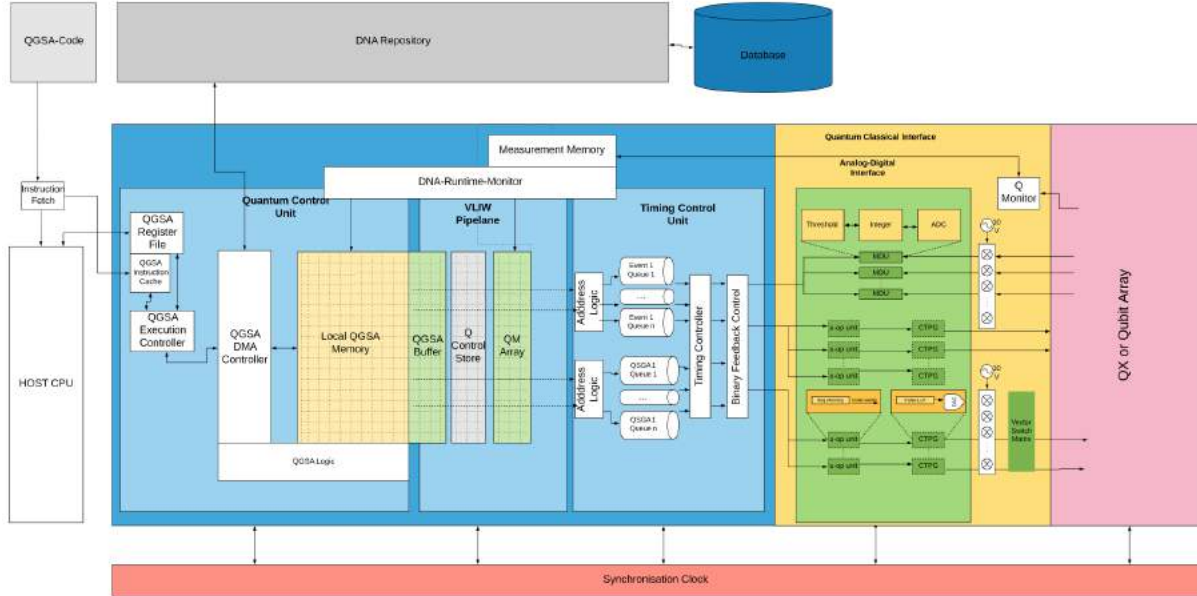 QGSA-Code
DNA Repository
Database
Instruction
Fetch
HOST CPU
Measurement Memory
DNA-Runtime-Monitor
Quantum Control
Unit
VLIW
Pipelane
Timing Control
Unit
QGSA
Register
File
QGSA
Instruction
Cache
QGSA
Execution
Controller
QGSA
DMA
Controller
Local QGSA
Memory
QGSA
Buffer
Q
Control
Store
QM
Array
QGSA Logic
Adddress
Logic
Adddress
Logic
Event 1
Queue 1
....
Event 1
Queue n
QSGA1
Queue 1
....
QSGA1
Queue n
Timing Controller
Binary Feedback Control
Quantum Classical Interface
Analog-Digital
Interface
Q
Monitor
Threshold
Integer
ADC
MDU
MDU
MDU
a-op unit
CTPG
a-op unit
CTPG
a-op unit
CTPG
a-op unit
CTPG
a-op unit
CTPG
Vector
Switch
Matrix
QX or Qubit Array
Synchronisation Clock